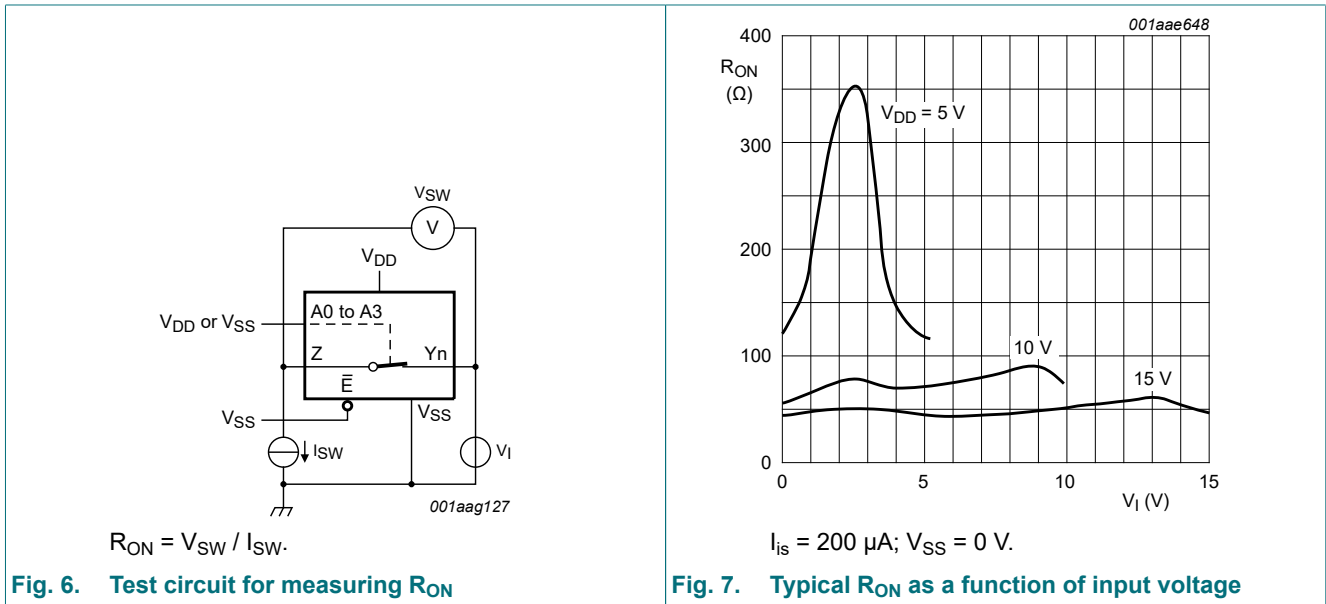 VSW
V
VDD
VDD or VSS
A0 to A3
Z
Yn
E̅
VSS
VSS
ISW
VI
001aag127
RON = VSW / ISW.
Fig. 6. Test circuit for measuring RON
001aae648
400
RON
(Ω)
VDD = 5 V
300
200
100
10 V
15 V
0
0
5
10
15
VI (V)
Iis = 200 µA; VSS = 0 V.
Fig. 7. Typical RON as a function of input voltage